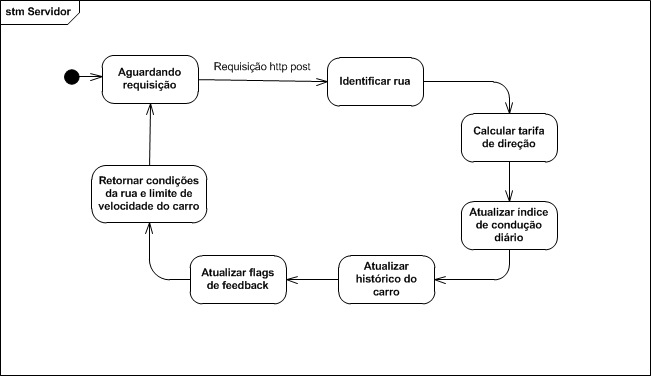 stm Servidor
Aguardando
requisição
Requisição http post
Identificar rua
Calcular tarifa
de direção
Atualizar índice
de condução
diário
Atualizar
histórico do
carro
Atualizar flags
de feedback
Retornar condições
da rua e limite de
velocidade do carro